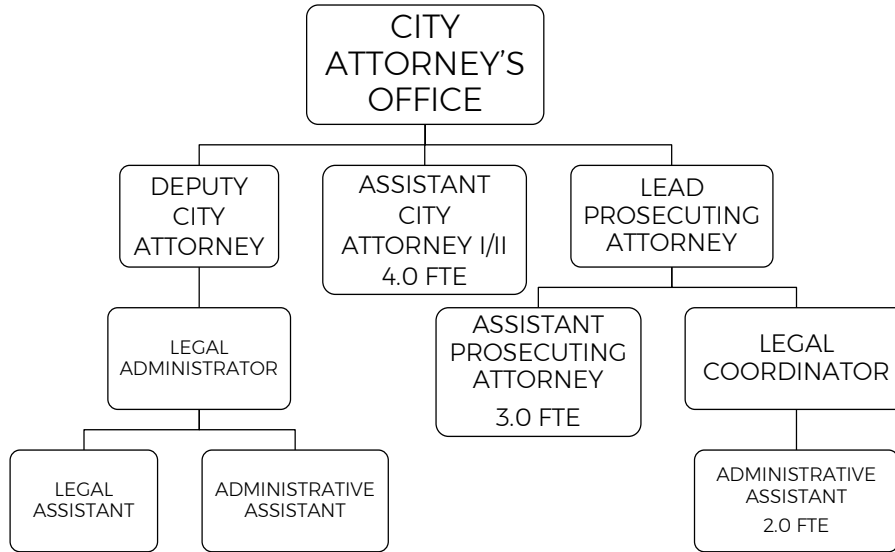 CITY
ATTORNEY'S
OFFICE
DEPUTY
CITY
ATTORNEY
ASSISTANT
CITY
ATTORNEY I/II
4.0 FTE
LEAD
PROSECUTING
ATTORNEY
LEGAL
ADMINISTRATOR
ASSISTANT
PROSECUTING
ATTORNEY
3.0 FTE
LEGAL
COORDINATOR
LEGAL
ASSISTANT
ADMINISTRATIVE
ASSISTANT
ADMINISTRATIVE
ASSISTANT
2.0 FTE